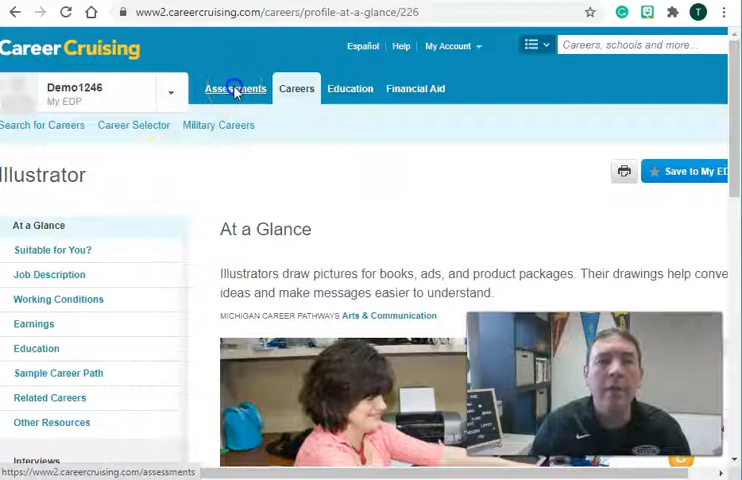 www2.careercruising.com/careers/profile-at-a-glance/226
T
CareerCruising
Español Help My Account
Careers, schools and more...
Demo1246
My EDP
Assessments Careers Education Financial Aid
Search for Careers Career Selector Military Careers
Illustrator
Save to My ED
At a Glance
Suitable for You?
Job Description
Working Conditions
Earnings
Education
Sample Career Path
Related Careers
Other Resources
Interviews
At a Glance
Illustrators draw pictures for books, ads, and product packages. Their drawings help conve
ideas and make messages easier to understand.
MICHIGAN CAREER PATHWAYS Arts & Communication
https://www2.careercruising.com/assessments